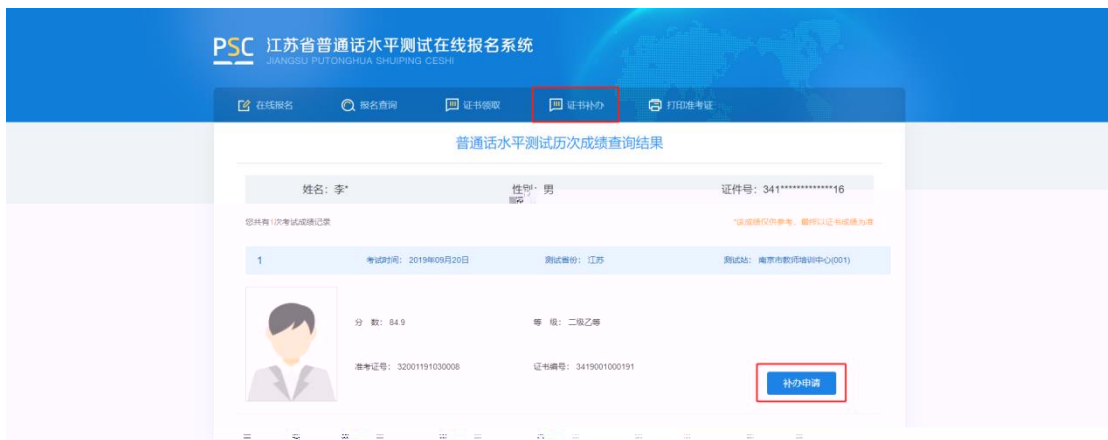 PSC 江苏省普通话水平测试在线报名系统
JIANGSU PUTONGHUA SHUIPING CESHI
在线报名 报名查询 证书领取 证书补办 打印准考证
普通话水平测试历次成绩查询结果
姓名：李* 性别：男 证件号：341*************16
您共有1次考试成绩记录 *该成绩仅供参考，最终以证书成绩为准
1 考试时间：2019年09月20日 测试省份：江苏 测试站：南京市教师培训中心(001)
分 数：84.9 等 级：二级乙等
准考证号：32001191030008 证书编号：3419001000191
补办申请